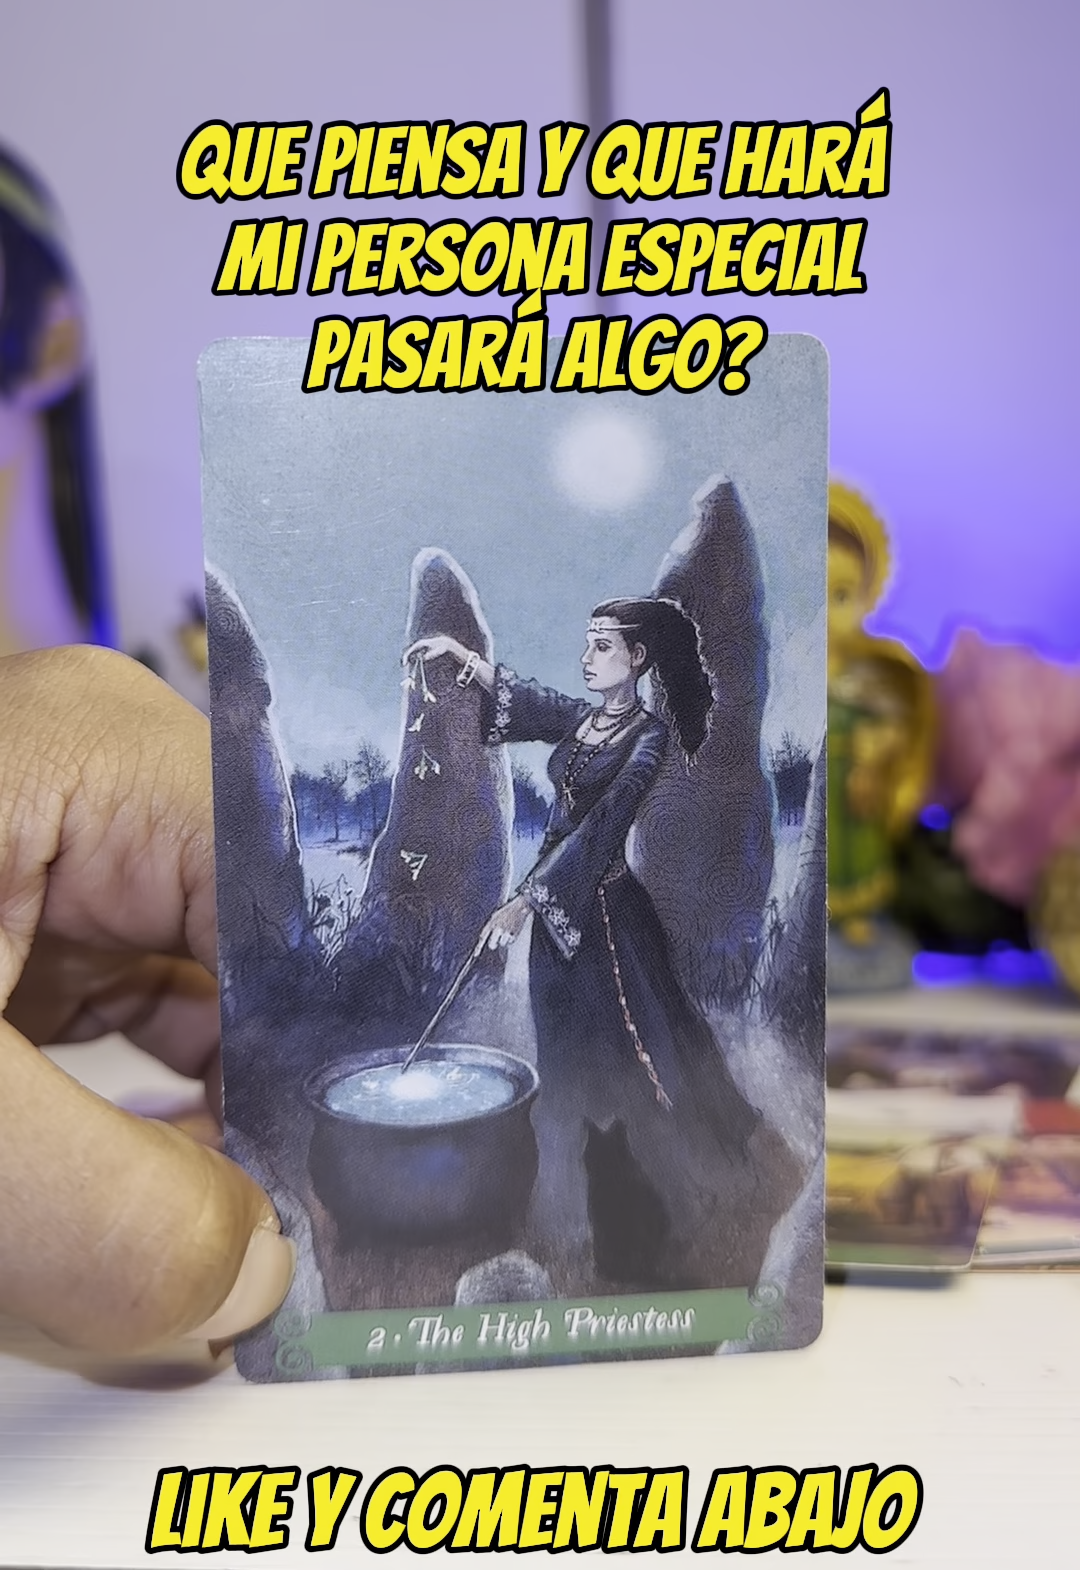 QUE PIENSA Y QUE HARÁ
MI PERSONA ESPECIAL
PASARÁ ALGO?
2 · The High Priestess
LIKE Y COMENTA ABAJO